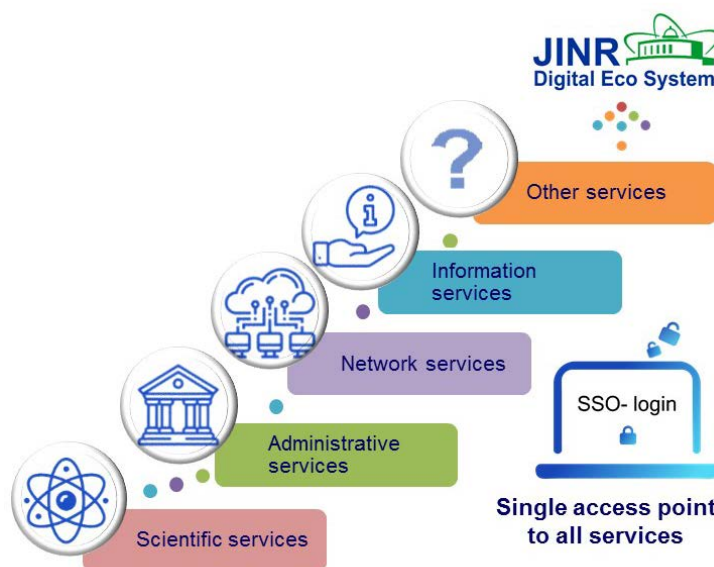 JINR
Digital Eco System
?
Other services
i
Information
services
Network services
SSO- login
Administrative
services
Single access point
to all services
Scientific services